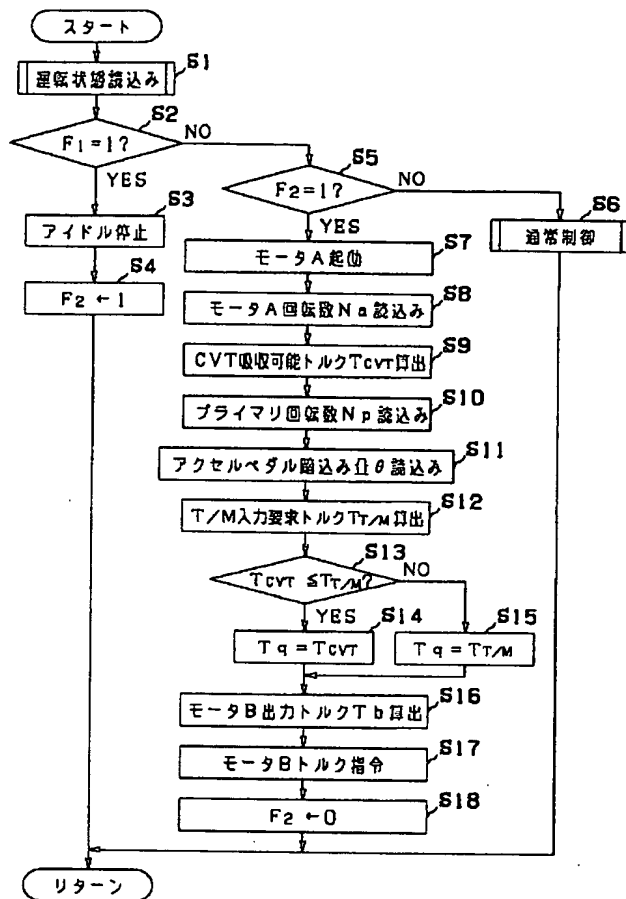 スタート
運転状態読込み
S1
F1=1?
S2
NO
YES
アイドル停止
S3
F2←1
S4
F2=1?
S5
NO
YES
通常制御
S6
モータA起動
S7
モータA回転数Na読込み
S8
CVT吸収可能トルクTCVT算出
S9
プライマリ回転数Np読込み
S10
アクセルペダル踏込み量θ読込み
S11
T/M入力要求トルクTT/M算出
S12
TCVT≦TT/M?
S13
NO
YES
Tq=TCVT
S14
Tq=TT/M
S15
モータB出力トルクTb算出
S16
モータBトルク指令
S17
F2←0
S18
リターン